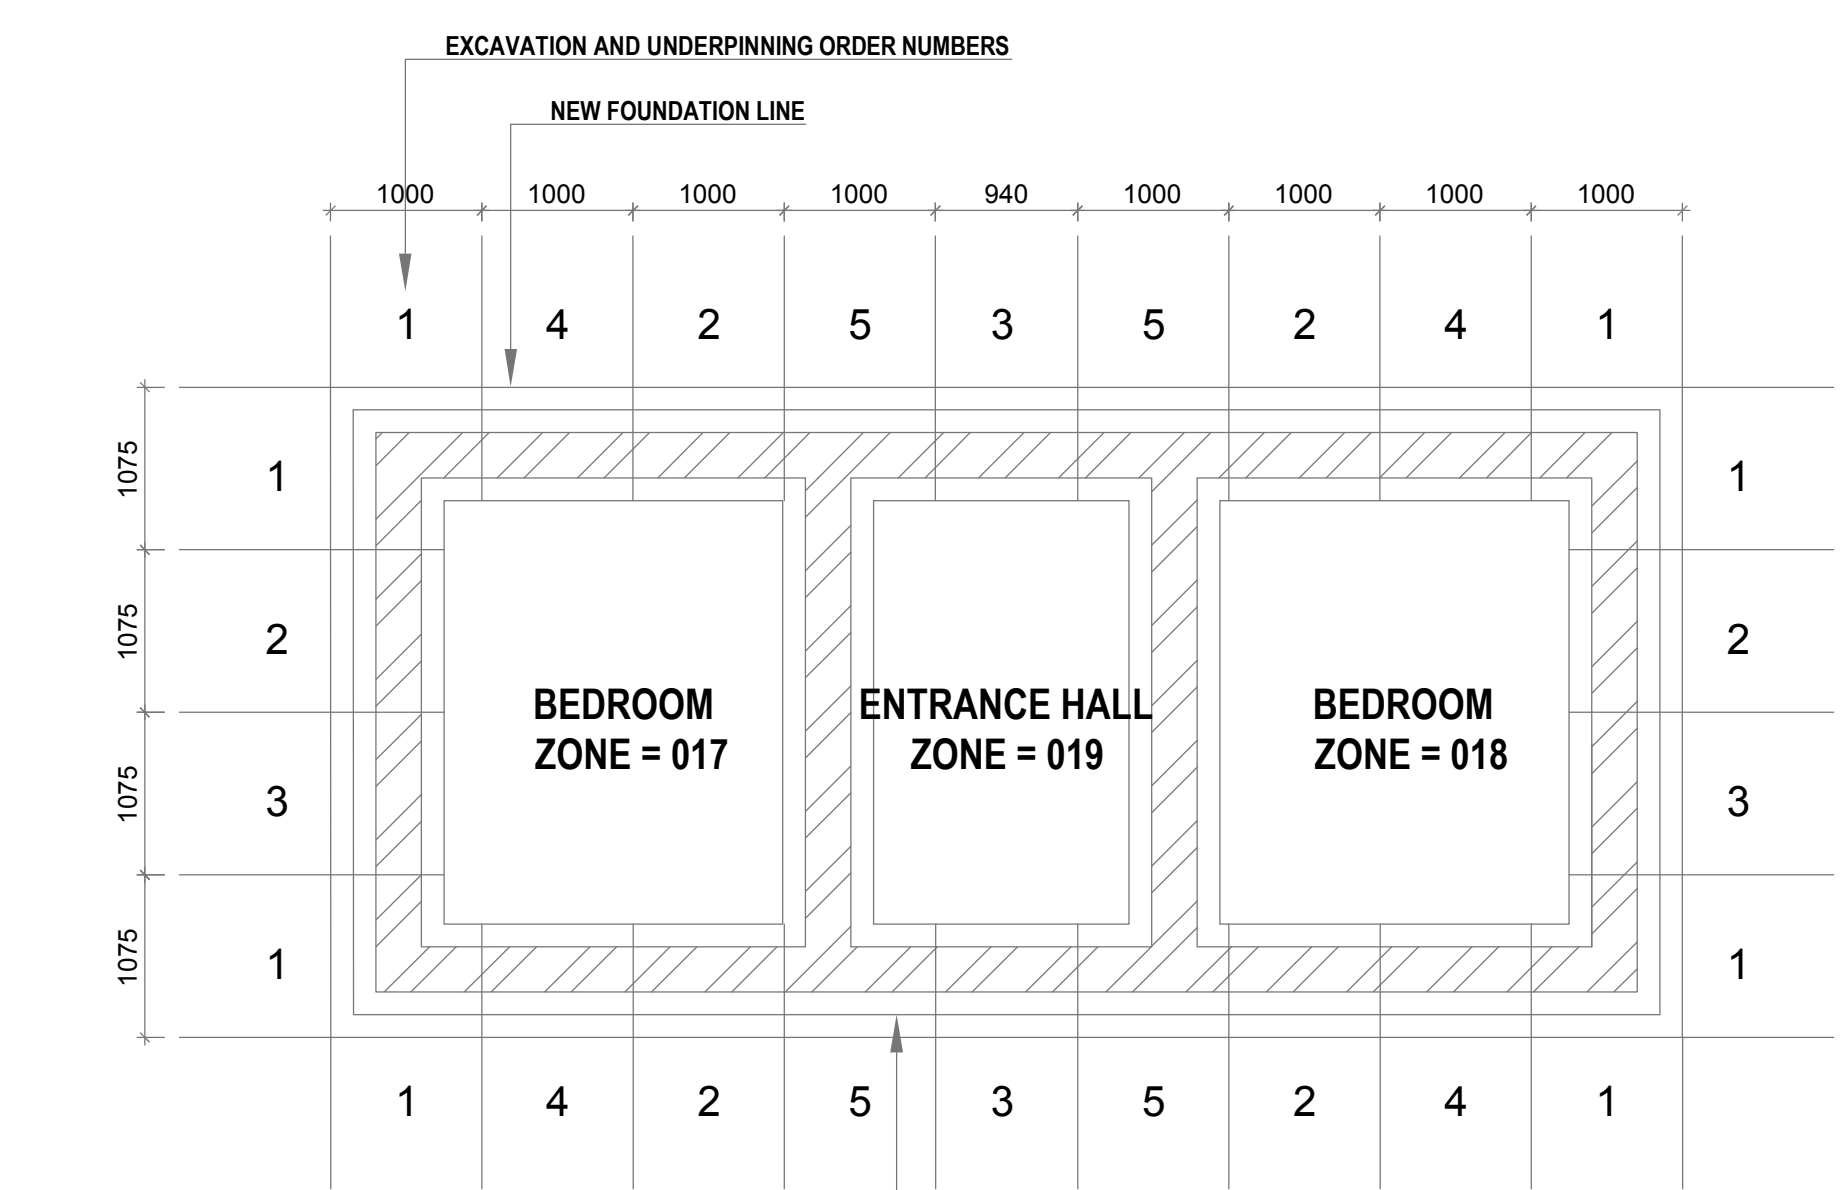 EXCAVATION AND UNDERPINNING ORDER NUMBERS
NEW FOUNDATION LINE
1000 1000 1000 1000 940 1000 1000 1000 1000
1 4 2 5 3 5 2 4 1
1075 1 1
1075 2 2
BEDROOM ENTRANCE HALL BEDROOM
ZONE = 017 ZONE = 019 ZONE = 018
1075 3 3
1075 1 1
1 4 2 5 3 5 2 4 1